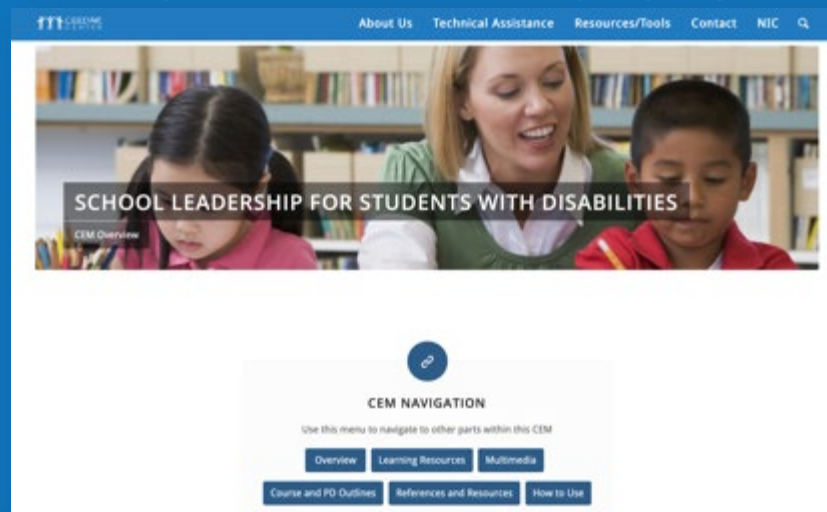 CEEDAR
CENTER
About Us Technical Assistance Resources/Tools Contact NIC
SCHOOL LEADERSHIP FOR STUDENTS WITH DISABILITIES
CEM Overview
CEM NAVIGATION
Use this menu to navigate to other parts within this CEM
Overview Learning Resources Multimedia
Course and PD Outlines References and Resources How to Use